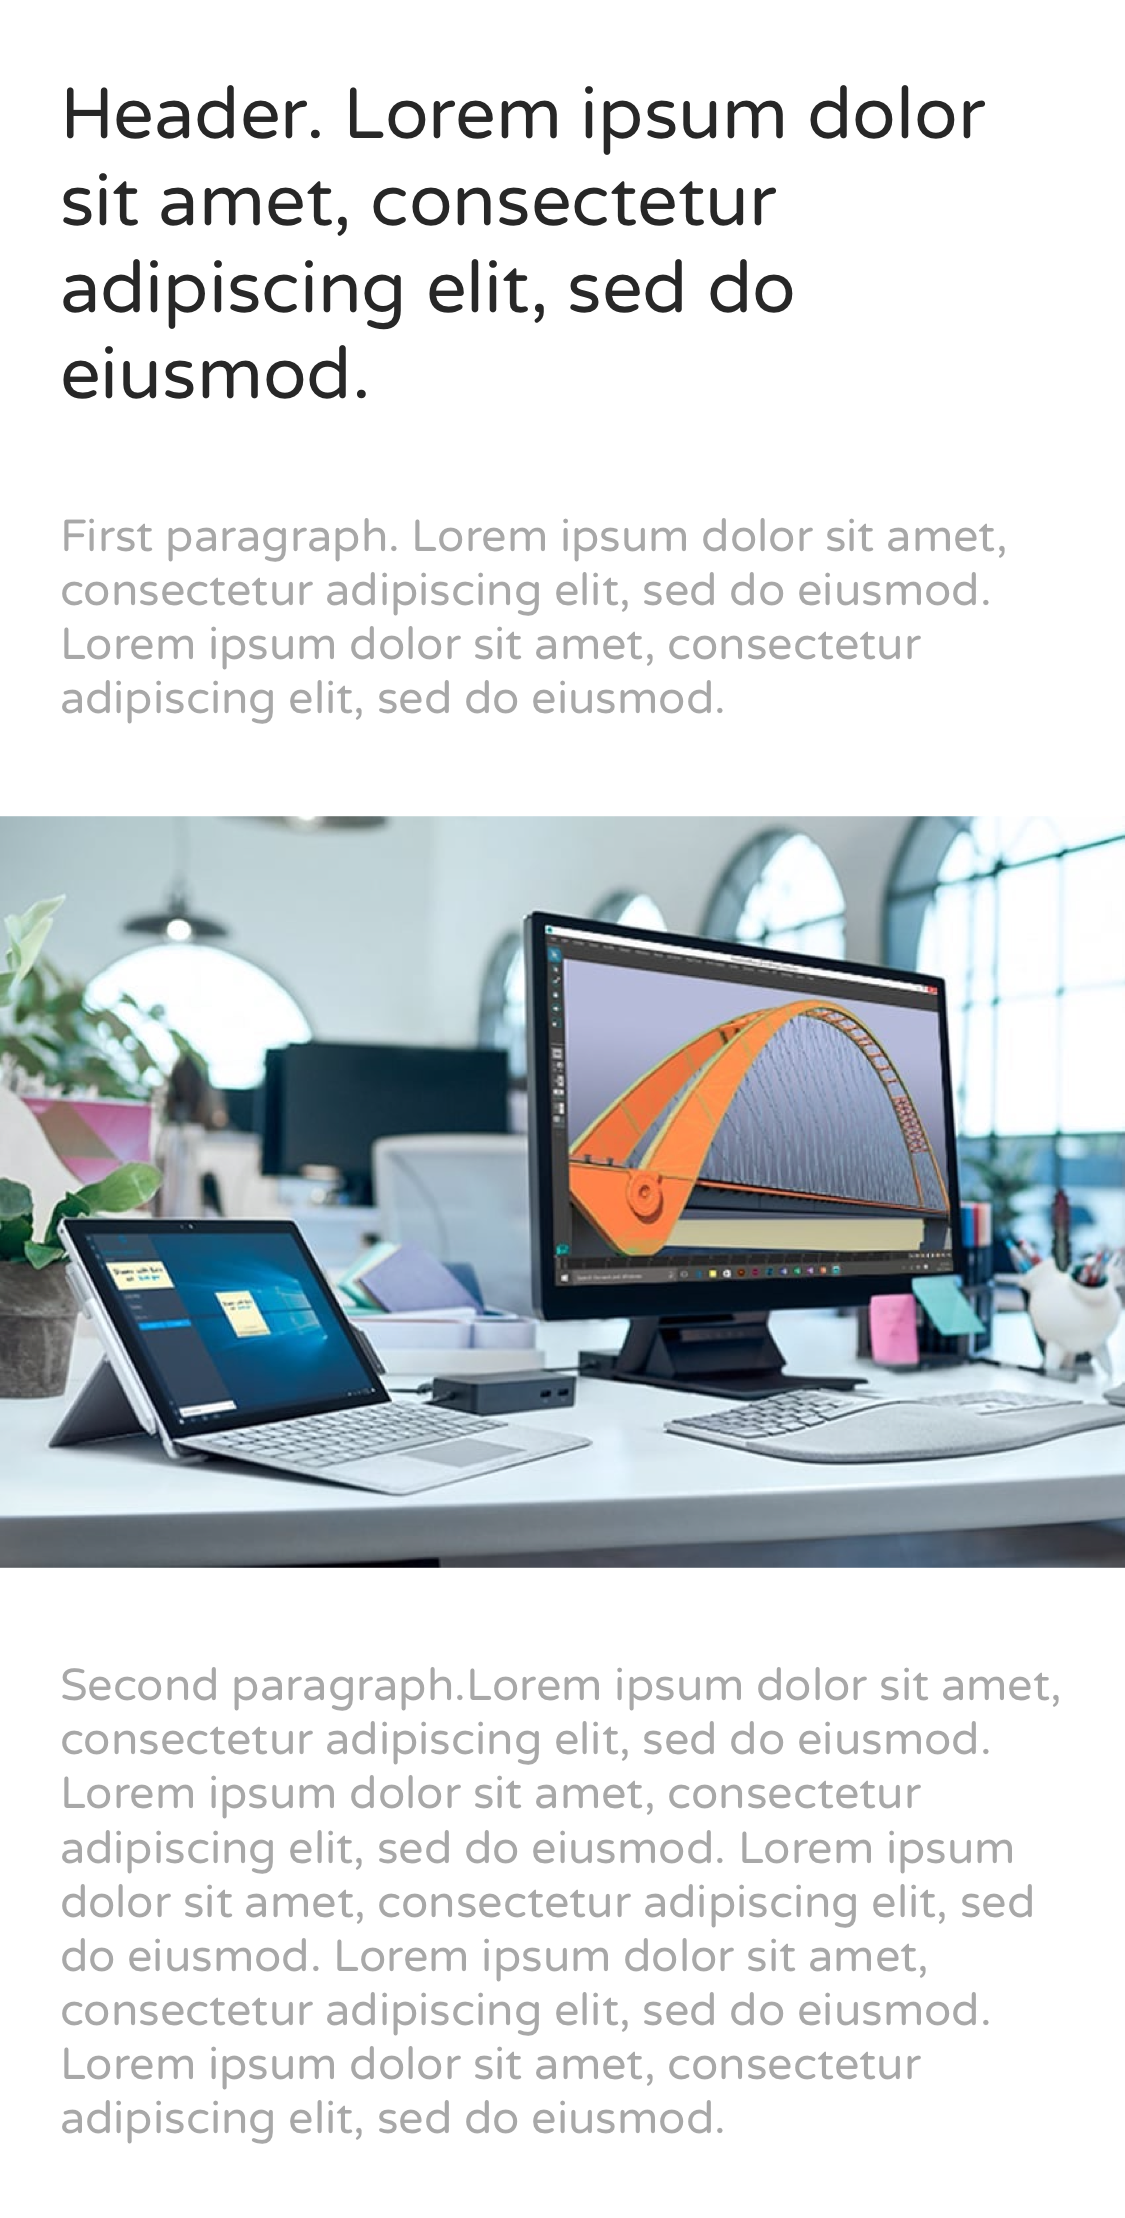 Header. Lorem ipsum dolor
sit amet, consectetur
adipiscing elit, sed do
eiusmod.
First paragraph. Lorem ipsum dolor sit amet,
consectetur adipiscing elit, sed do eiusmod.
Lorem ipsum dolor sit amet, consectetur
adipiscing elit, sed do eiusmod.
Second paragraph.Lorem ipsum dolor sit amet,
consectetur adipiscing elit, sed do eiusmod.
Lorem ipsum dolor sit amet, consectetur
adipiscing elit, sed do eiusmod. Lorem ipsum
dolor sit amet, consectetur adipiscing elit, sed
do eiusmod. Lorem ipsum dolor sit amet,
consectetur adipiscing elit, sed do eiusmod.
Lorem ipsum dolor sit amet, consectetur
adipiscing elit, sed do eiusmod.